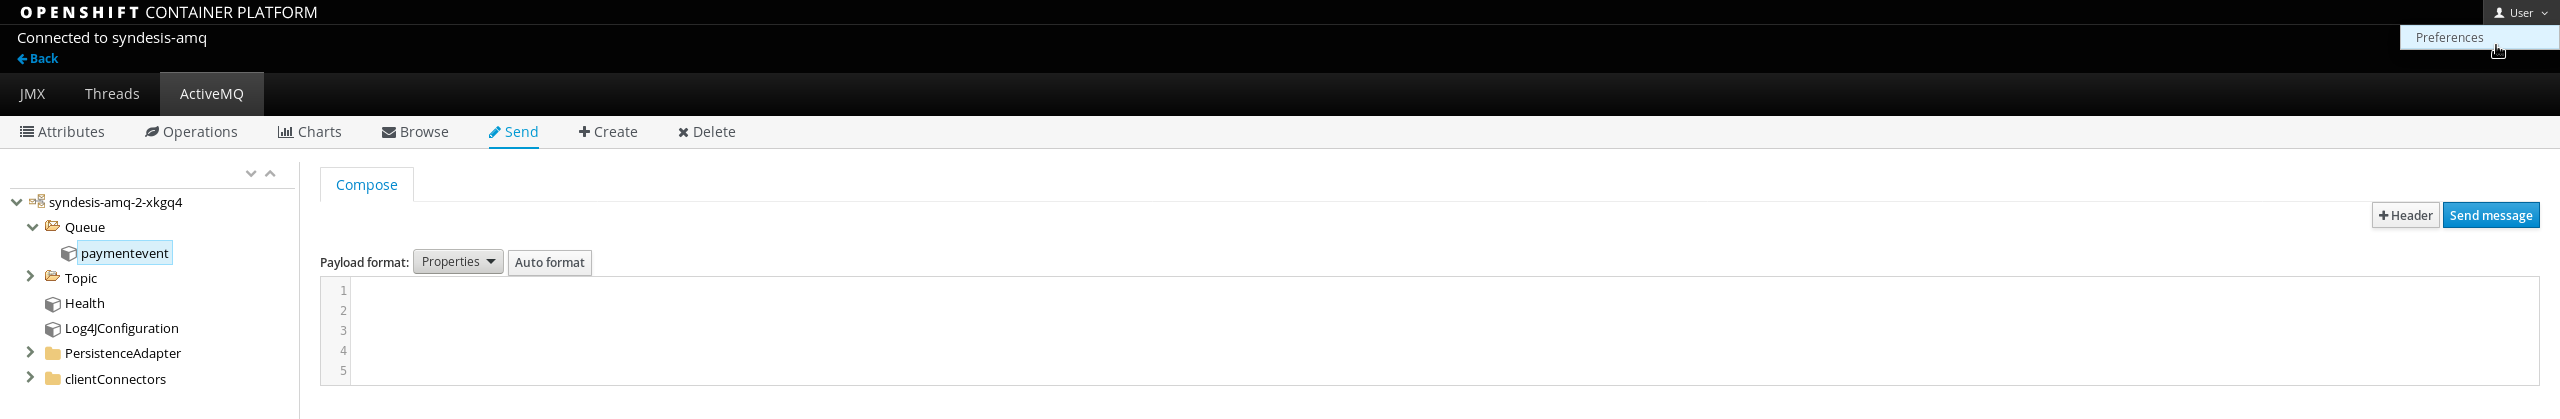 OPENSHIFT CONTAINER PLATFORM
User
Connected to syndesis-amq
Preferences
Back
JMX Threads ActiveMQ
Attributes Operations Charts Browse Send Create Delete
Compose
syndesis-amq-2-xkgq4
Queue
paymentevent
Topic
Health
Log4JConfiguration
PersistenceAdapter
clientConnectors
Header Send message
Payload format: Properties Auto format
1
2
3
4
5